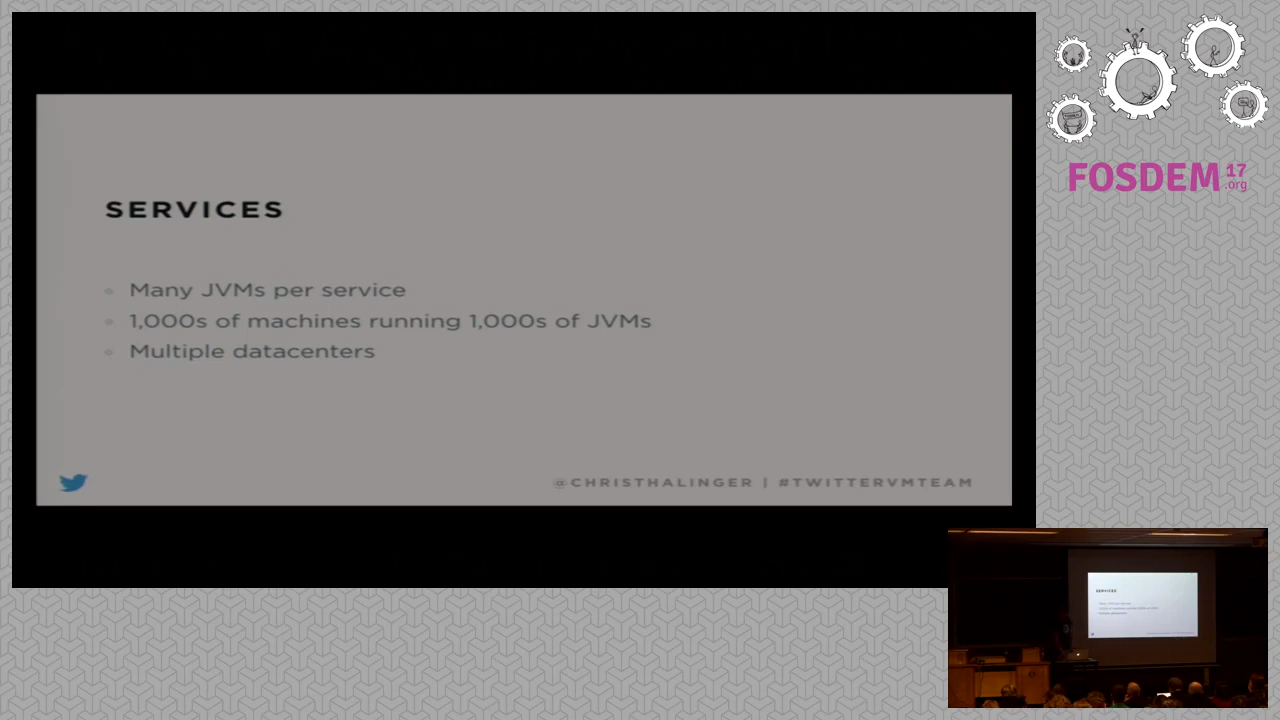 SERVICES
Many JVMs per service
1,000s of machines running 1,000s of JVMs
Multiple datacenters
@CHRISTHALINGER | #TWITTERVMTEAM
FOSDEM 17
.org
SERVICES